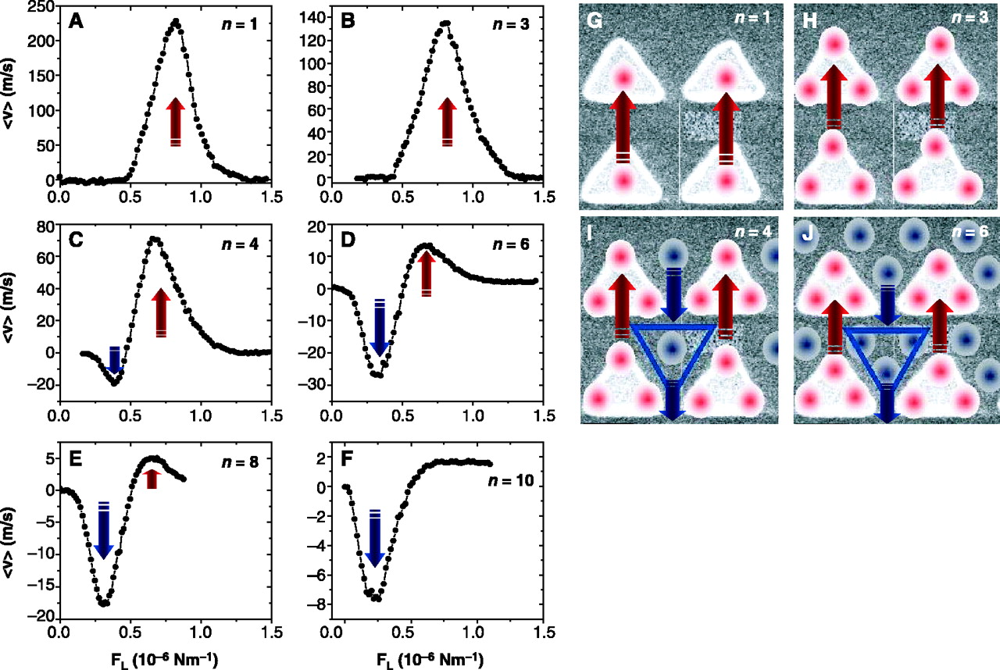 A
n = 1
250
200
150
100
50
0
<v> (m/s)
0.0 0.5 1.0 1.5
B
n = 3
140
120
100
80
60
40
20
0
0.0 0.5 1.0 1.5
G
n = 1
H
n = 3
C
n = 4
80
60
40
20
0
–20
<v> (m/s)
0.0 0.5 1.0 1.5
D
n = 6
20
10
0
–10
–20
–30
0.0 0.5 1.0 1.5
I
n = 4
J
n = 6
E
n = 8
5
0
–5
–10
–15
–20
<v> (m/s)
0.0 0.5 1.0 1.5
F_L (10⁻⁶ Nm⁻¹)
F
n = 10
2
0
–2
–4
–6
–8
0.0 0.5 1.0 1.5
F_L (10⁻⁶ Nm⁻¹)